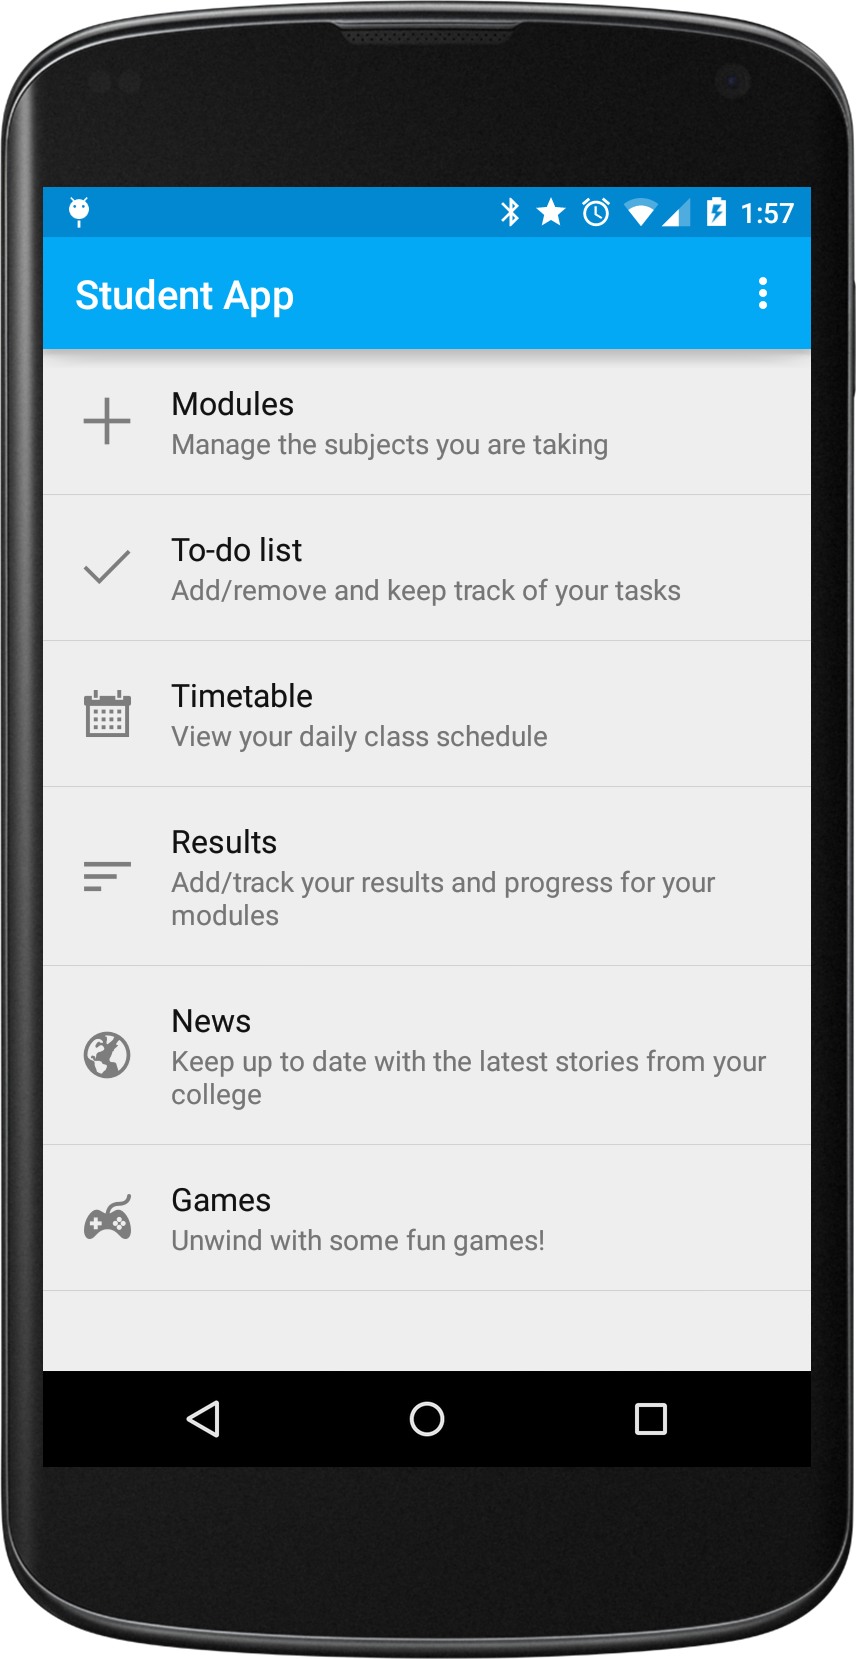 1:57
Student App
Modules
Manage the subjects you are taking
To-do list
Add/remove and keep track of your tasks
Timetable
View your daily class schedule
Results
Add/track your results and progress for your
modules
News
Keep up to date with the latest stories from your
college
Games
Unwind with some fun games!